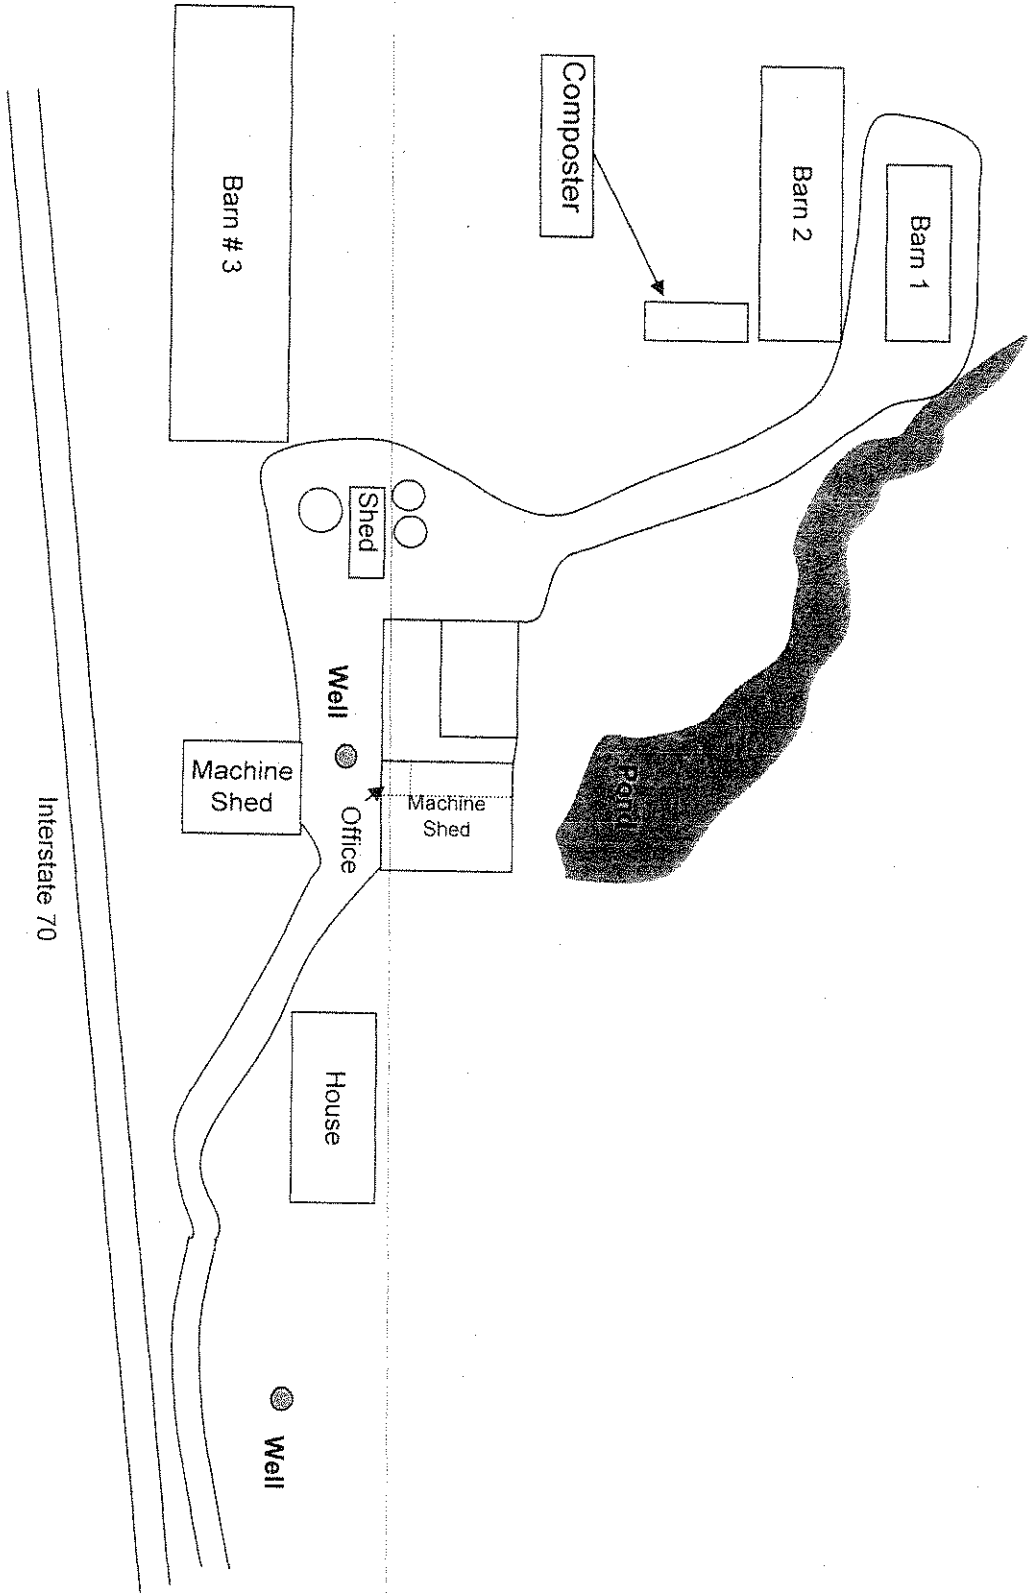 Barn 1
Barn 2
Composter
Barn # 3
Shed
Well
Pond
Machine
Shed
Office
Machine
Shed
House
Well
Interstate 70